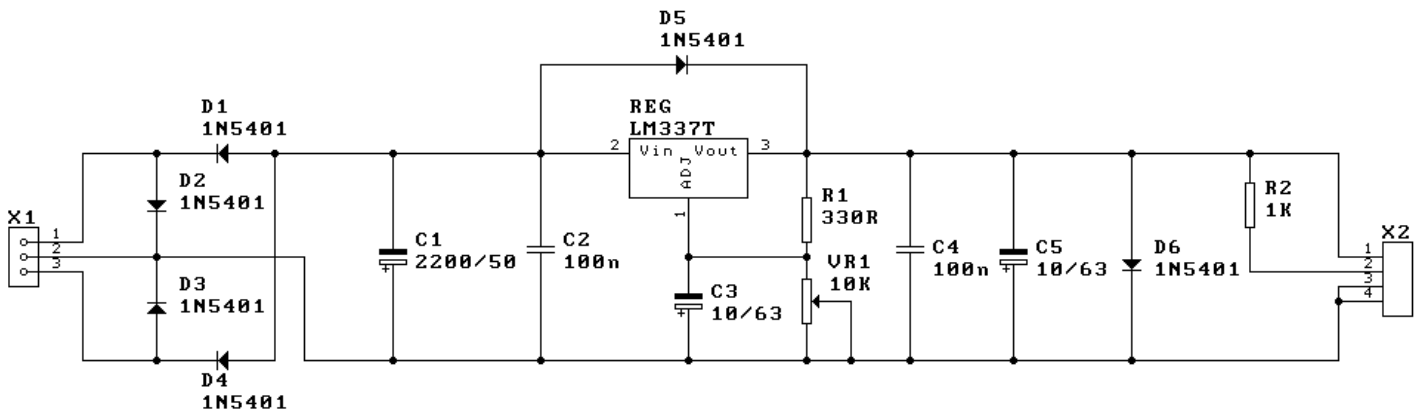 D5
1N5401
D1
1N5401
REG
LM337T
2
Vin
Vout
3
ADJ
1
D2
1N5401
R1
330R
R2
1K
X1
1
2
3
C1
2200/50
C2
100n
C4
100n
C5
10/63
D6
1N5401
X2
1
2
3
4
D3
1N5401
C3
10/63
VR1
10K
D4
1N5401